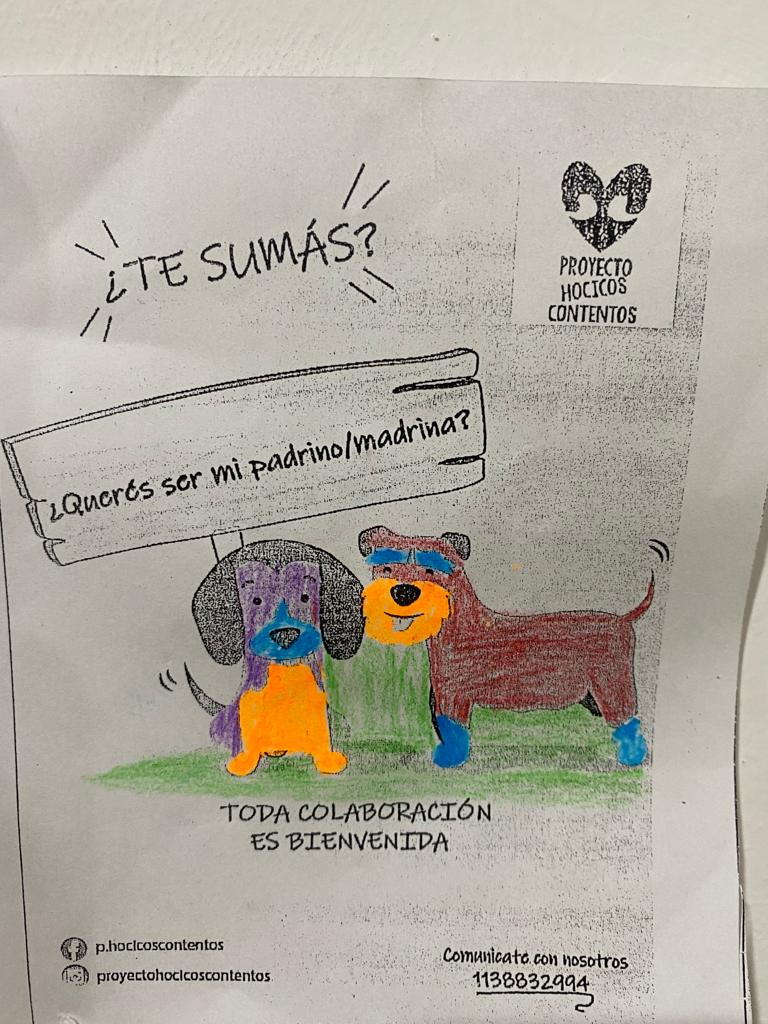 ¿TE SUMÁS?
PROYECTO
HOCICOS
CONTENTOS
¿Querés ser mi padrino/madrina?
TODA COLABORACIÓN
ES BIENVENIDA
p.hocicoscontentos
proyectohocicoscontentos
Comunicate con nosotros
1138832994